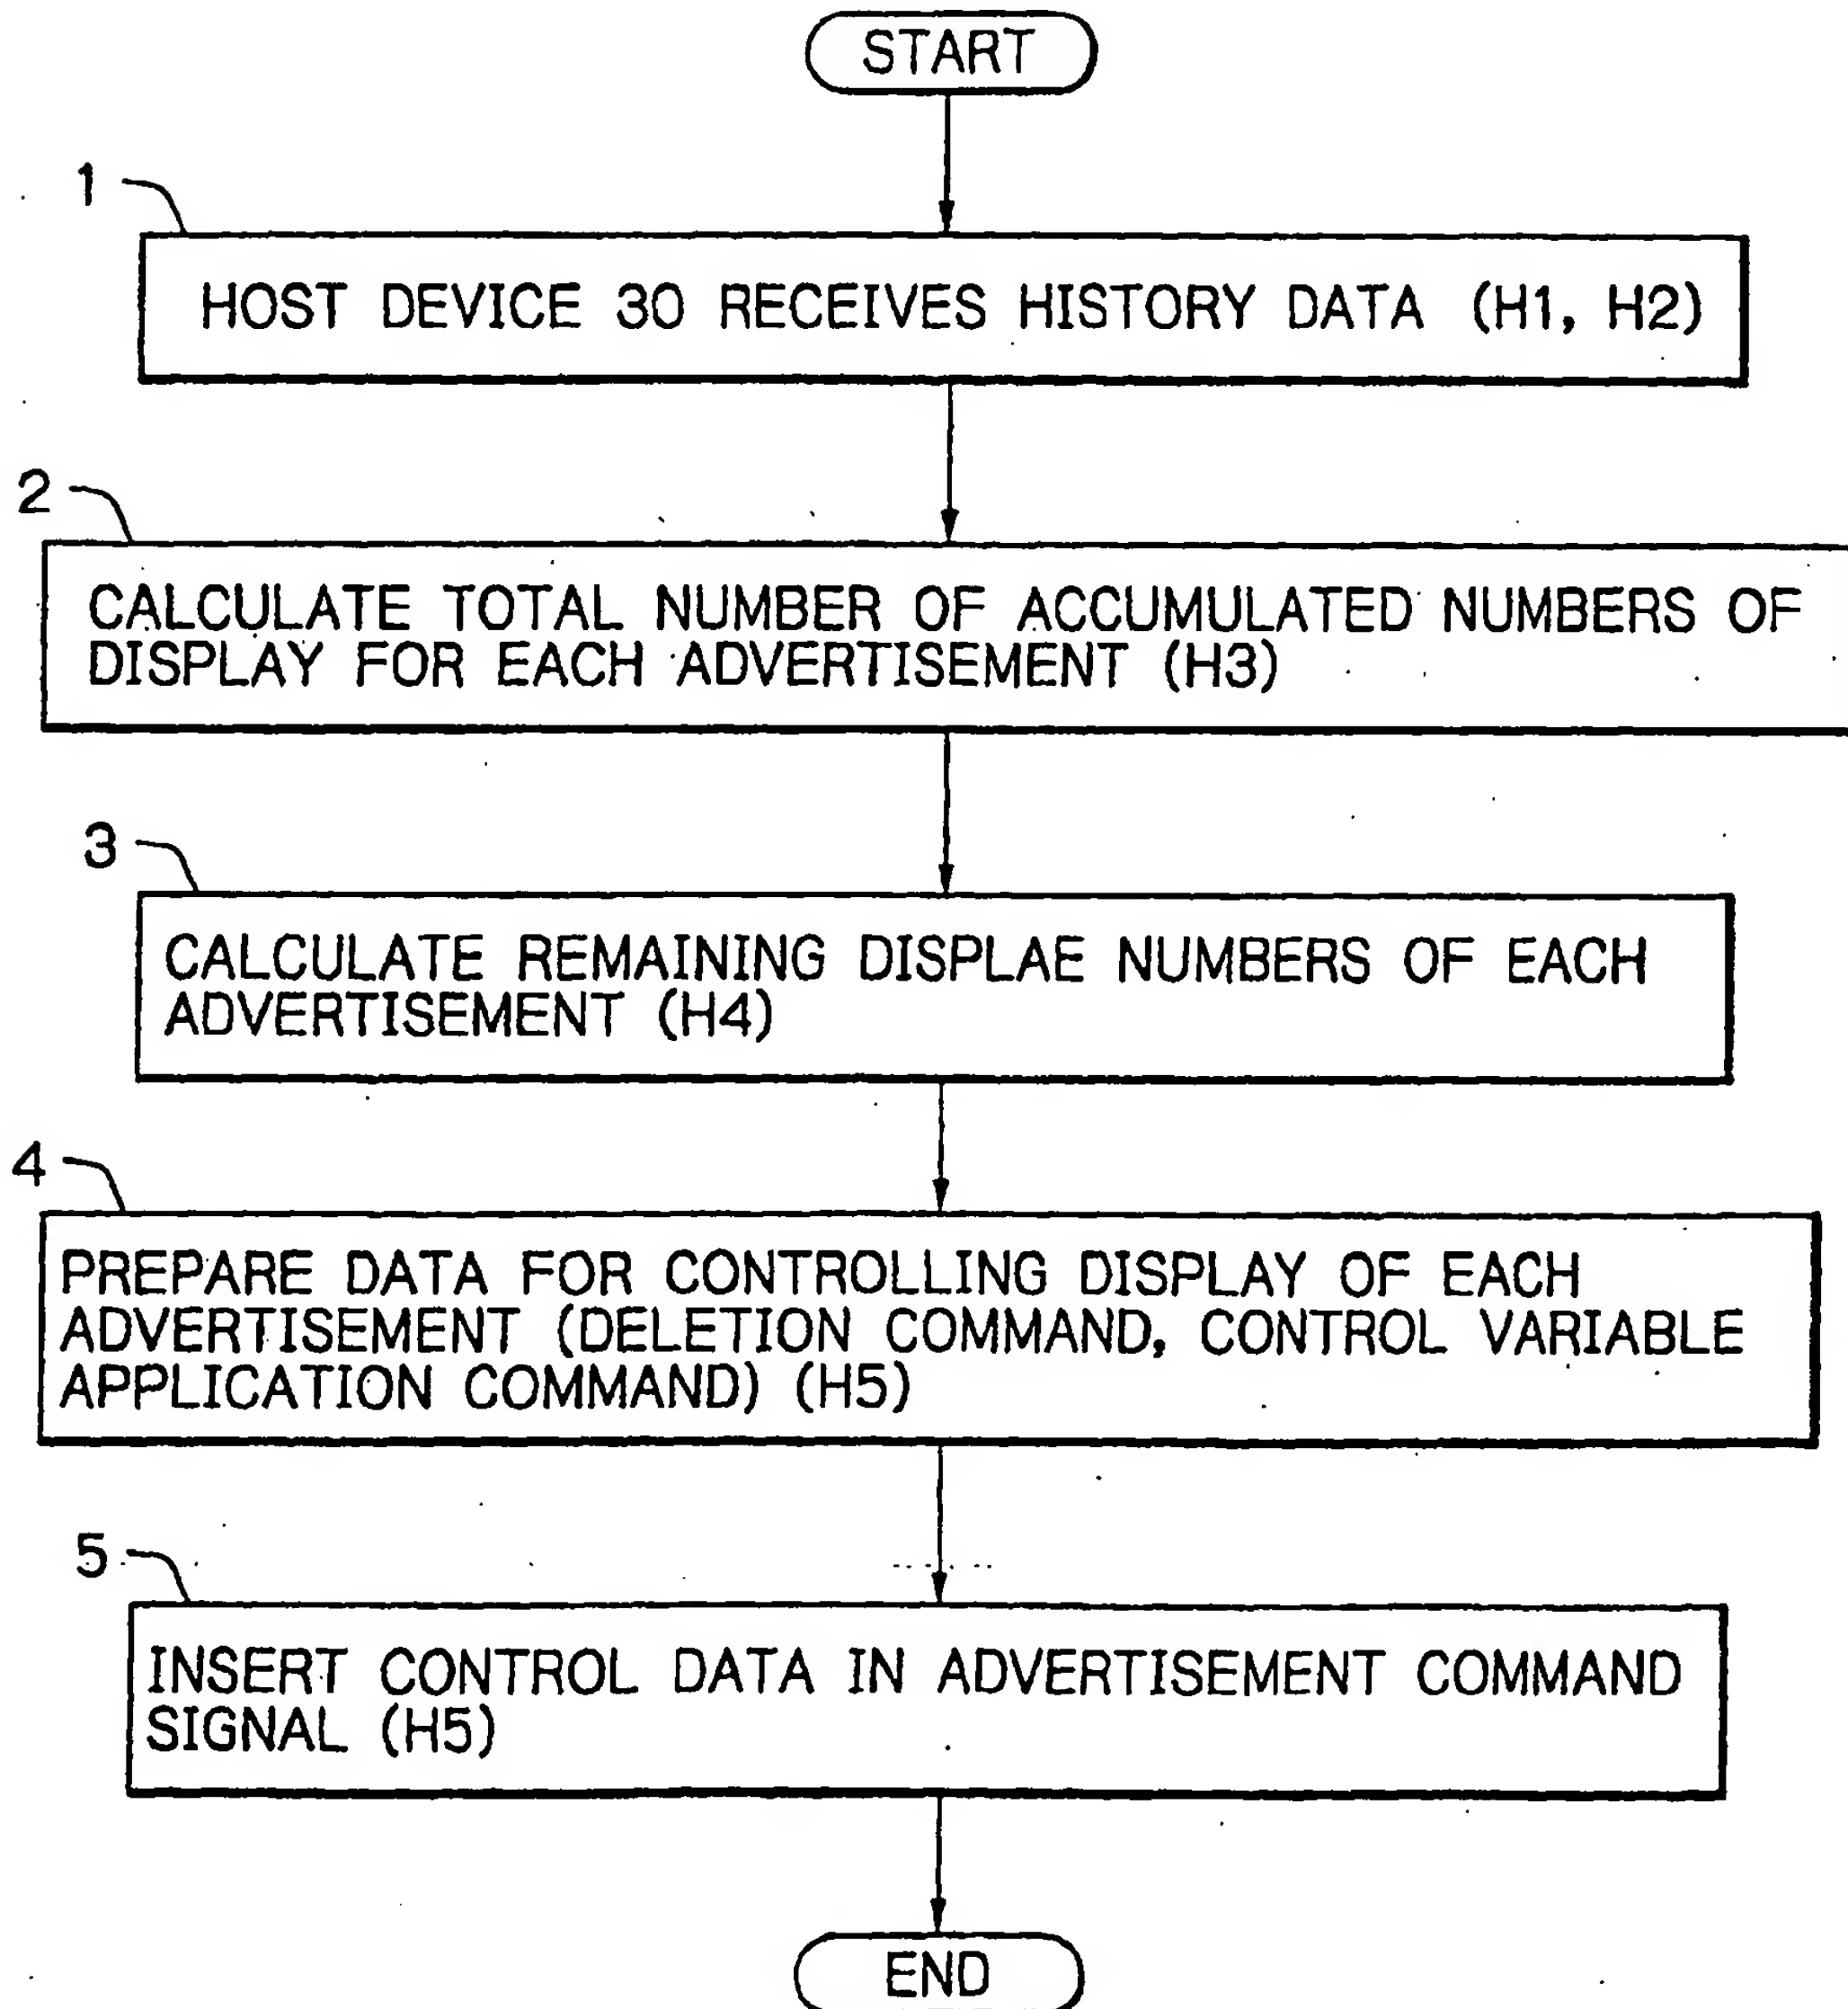 START
1
HOST DEVICE 30 RECEIVES HISTORY DATA (H1, H2)
2
CALCULATE TOTAL NUMBER OF ACCUMULATED NUMBERS OF
DISPLAY FOR EACH ADVERTISEMENT (H3)
3
CALCULATE REMAINING DISPLAE NUMBERS OF EACH
ADVERTISEMENT (H4)
4
PREPARE DATA FOR CONTROLLING DISPLAY OF EACH
ADVERTISEMENT (DELETION COMMAND, CONTROL VARIABLE
APPLICATION COMMAND) (H5)
5
INSERT CONTROL DATA IN ADVERTISEMENT COMMAND
SIGNAL (H5)
END